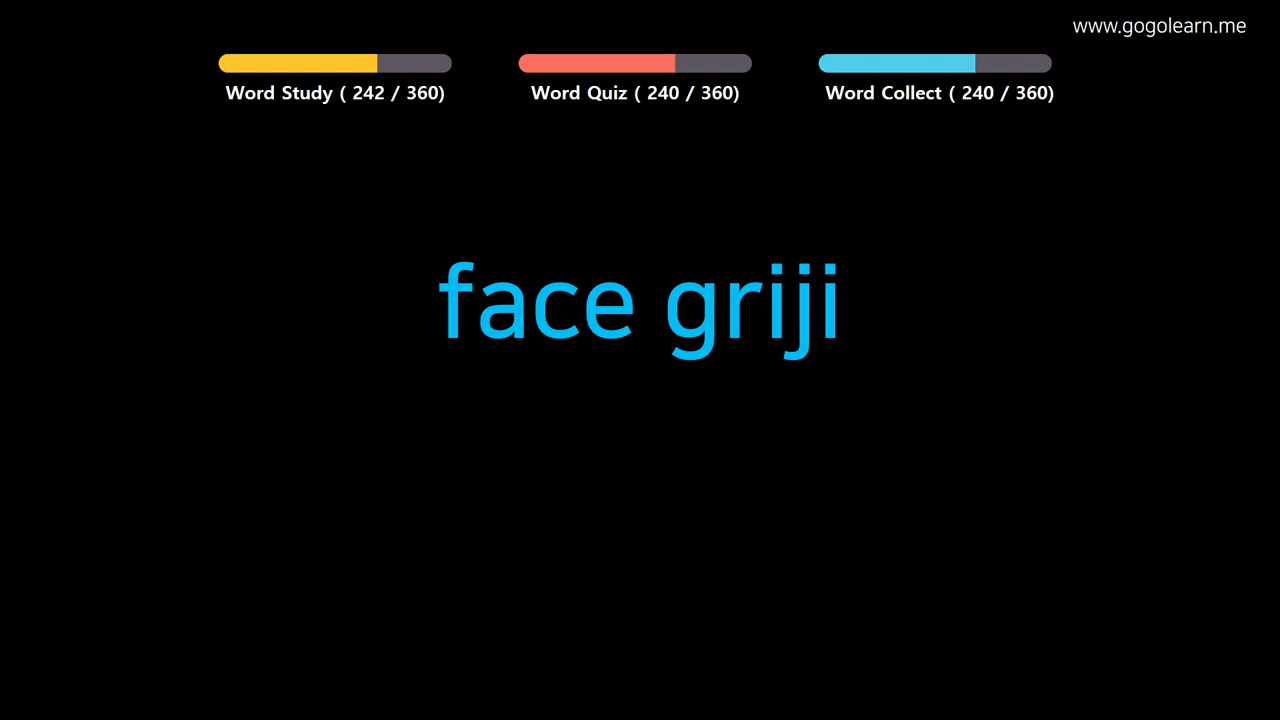 www.gogolearn.me
Word Study ( 242 / 360)
Word Quiz ( 240 / 360)
Word Collect ( 240 / 360)
face griji